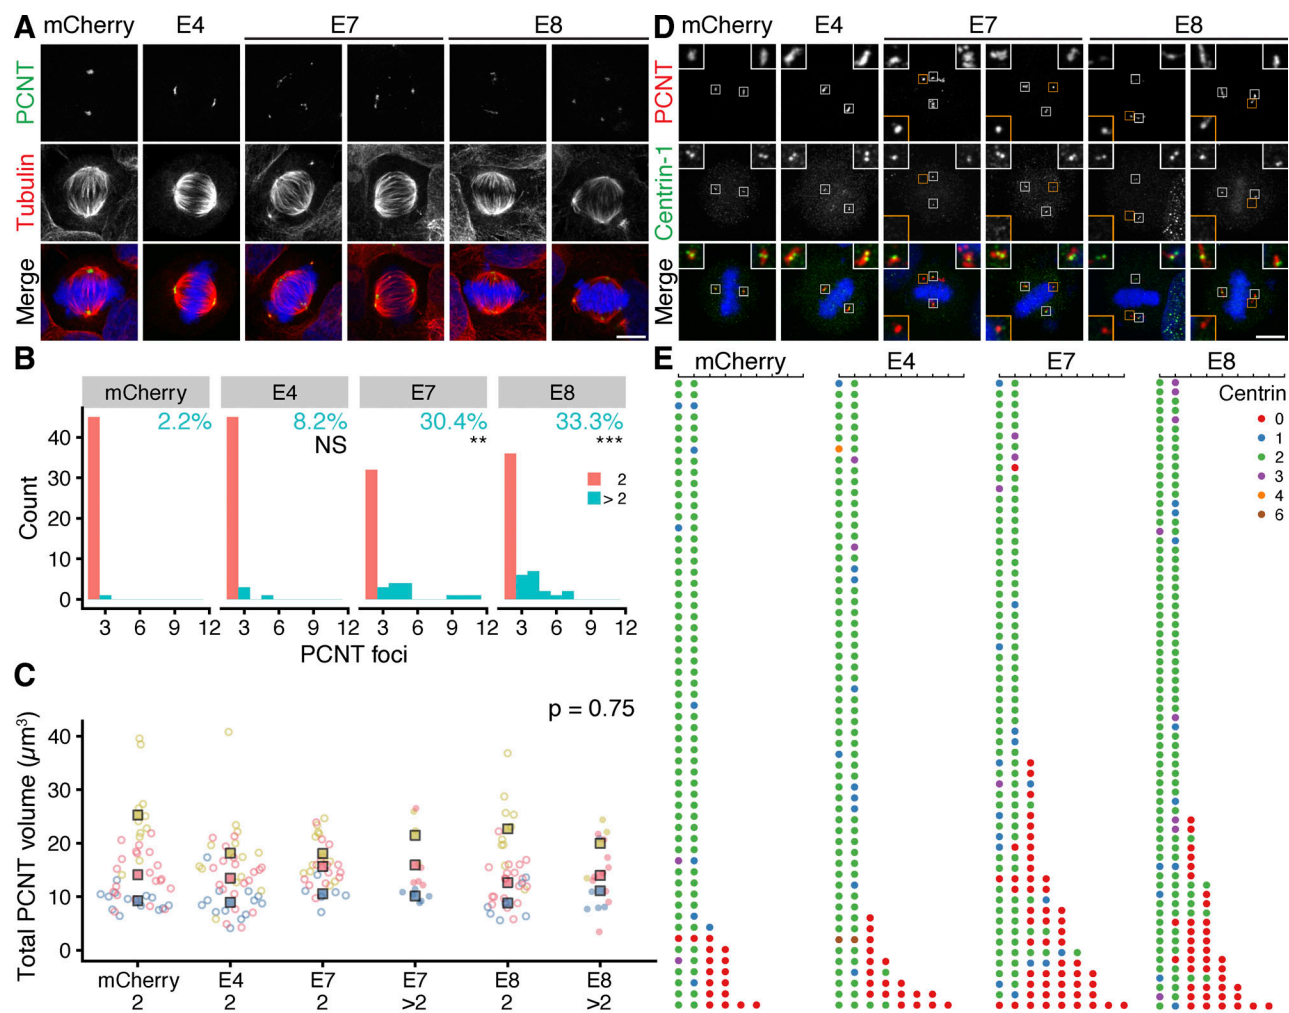 A mCherry E4 E7 E8
PCNT
Tubulin
Merge
D mCherry E4 E7 E8
PCNT
Centrin-1
Merge
B
mCherry E4 E7 E8
2.2% 8.2% 30.4% 33.3%
NS ** ***
2
> 2
Count
40
30
20
10
0
3 6 9 12 3 6 9 12 3 6 9 12 3 6 9 12
PCNT foci
C
p = 0.75
Total PCNT volume (μm³)
40
30
20
10
0
mCherry E4 E7 E7 E8 E8
2 2 2 >2 2 >2
E mCherry E4 E7 E8
Centrin
0
1
2
3
4
6